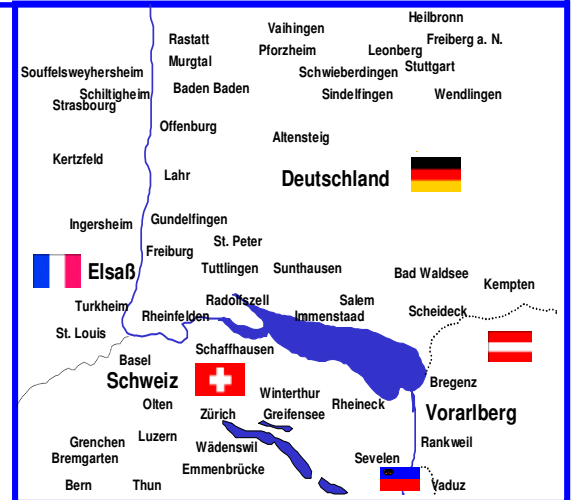 Heilbronn
Vaihingen
Rastatt
Freiberg a. N.
Pforzheim
Leonberg
Murgtal
Stuttgart
Souffelsweyhersheim
Schwieberdingen
Baden Baden
Schiltigheim
Sindelfingen
Wendlingen
Strasbourg
Offenburg
Altensteig
Kertzfeld
Lahr
Deutschland
Ingersheim
Gundelfingen
St. Peter
Freiburg
Elsaß
Tuttlingen
Sunthausen
Bad Waldsee
Kempten
Turkheim
Radolfszell
Salem
Rheinfelden
Immenstaad
Scheideck
St. Louis
Schaffhausen
Basel
Schweiz
Bregenz
Winterthur
Olten
Zürich
Greifensee
Rheineck
Vorarlberg
Grenchen
Luzern
Wädenswil
Rankweil
Bremgarten
Emmenbrücke
Sevelen
Bern
Thun
Vaduz